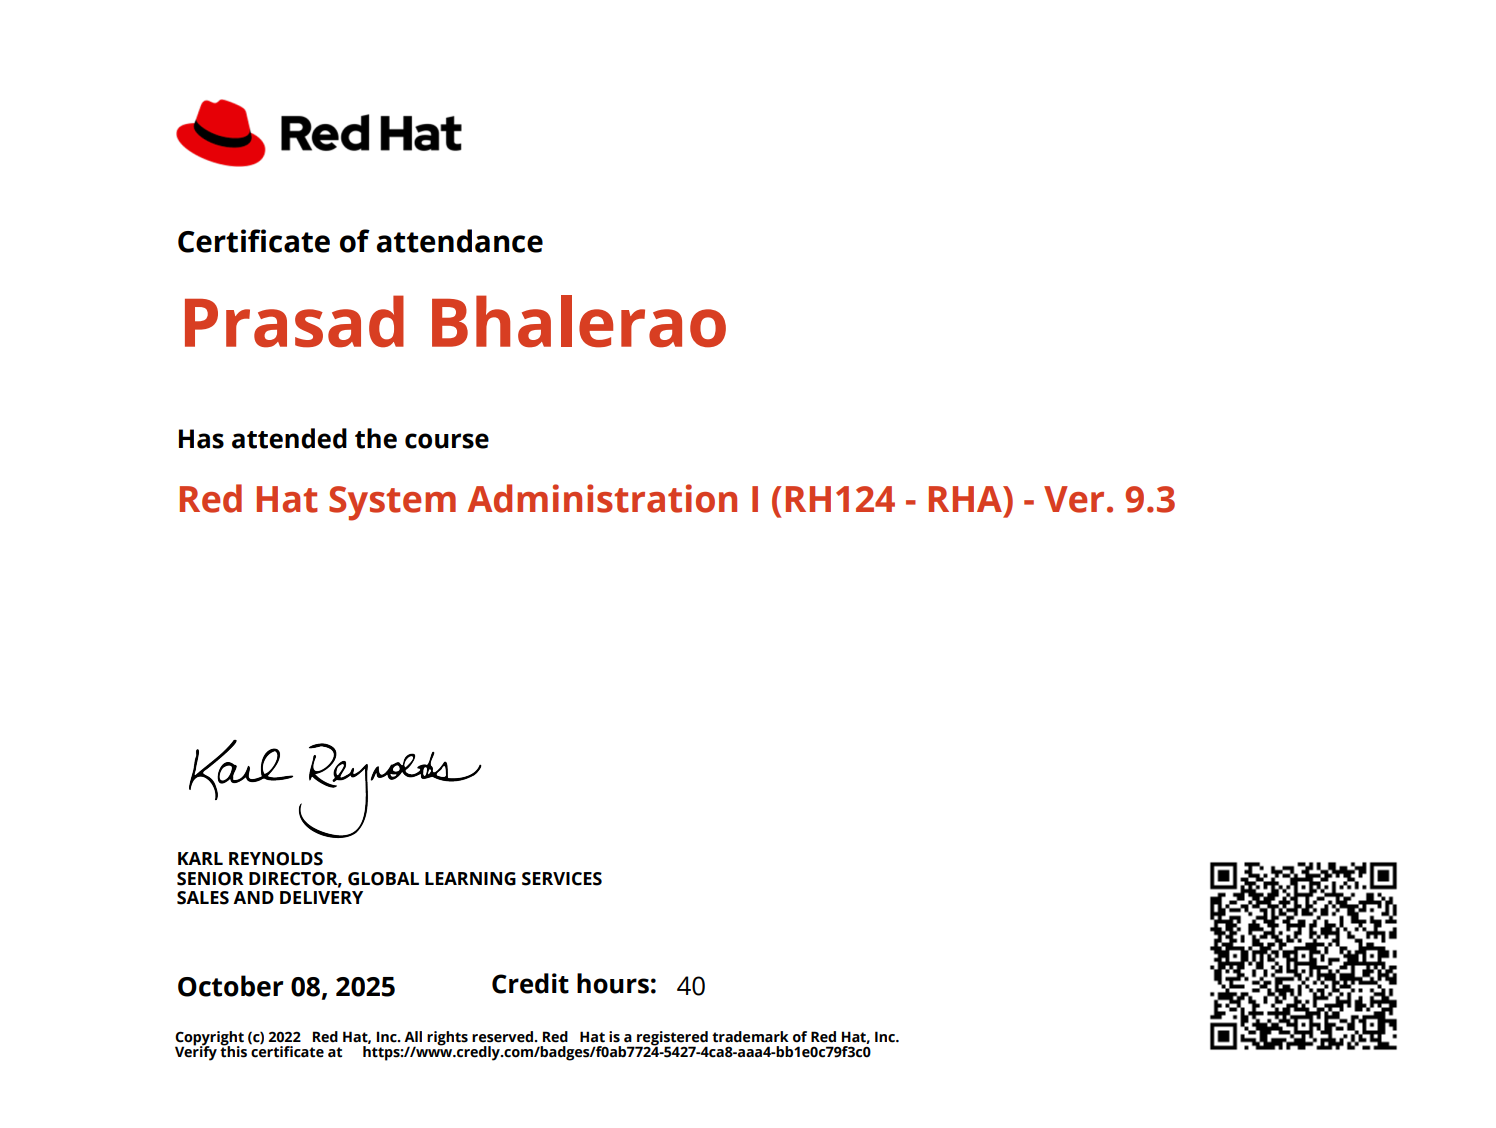 Red Hat
Certificate of attendance
Prasad Bhalerao
Has attended the course
Red Hat System Administration I (RH124 - RHA) - Ver. 9.3
Karl Reynolds
KARL REYNOLDS
SENIOR DIRECTOR, GLOBAL LEARNING SERVICES
SALES AND DELIVERY
October 08, 2025 Credit hours: 40
Copyright (c) 2022 Red Hat, Inc. All rights reserved. Red Hat is a registered trademark of Red Hat, Inc.
Verify this certificate at https://www.credly.com/badges/f0ab7724-5427-4ca8-aaa4-bb1e0c79f3c0